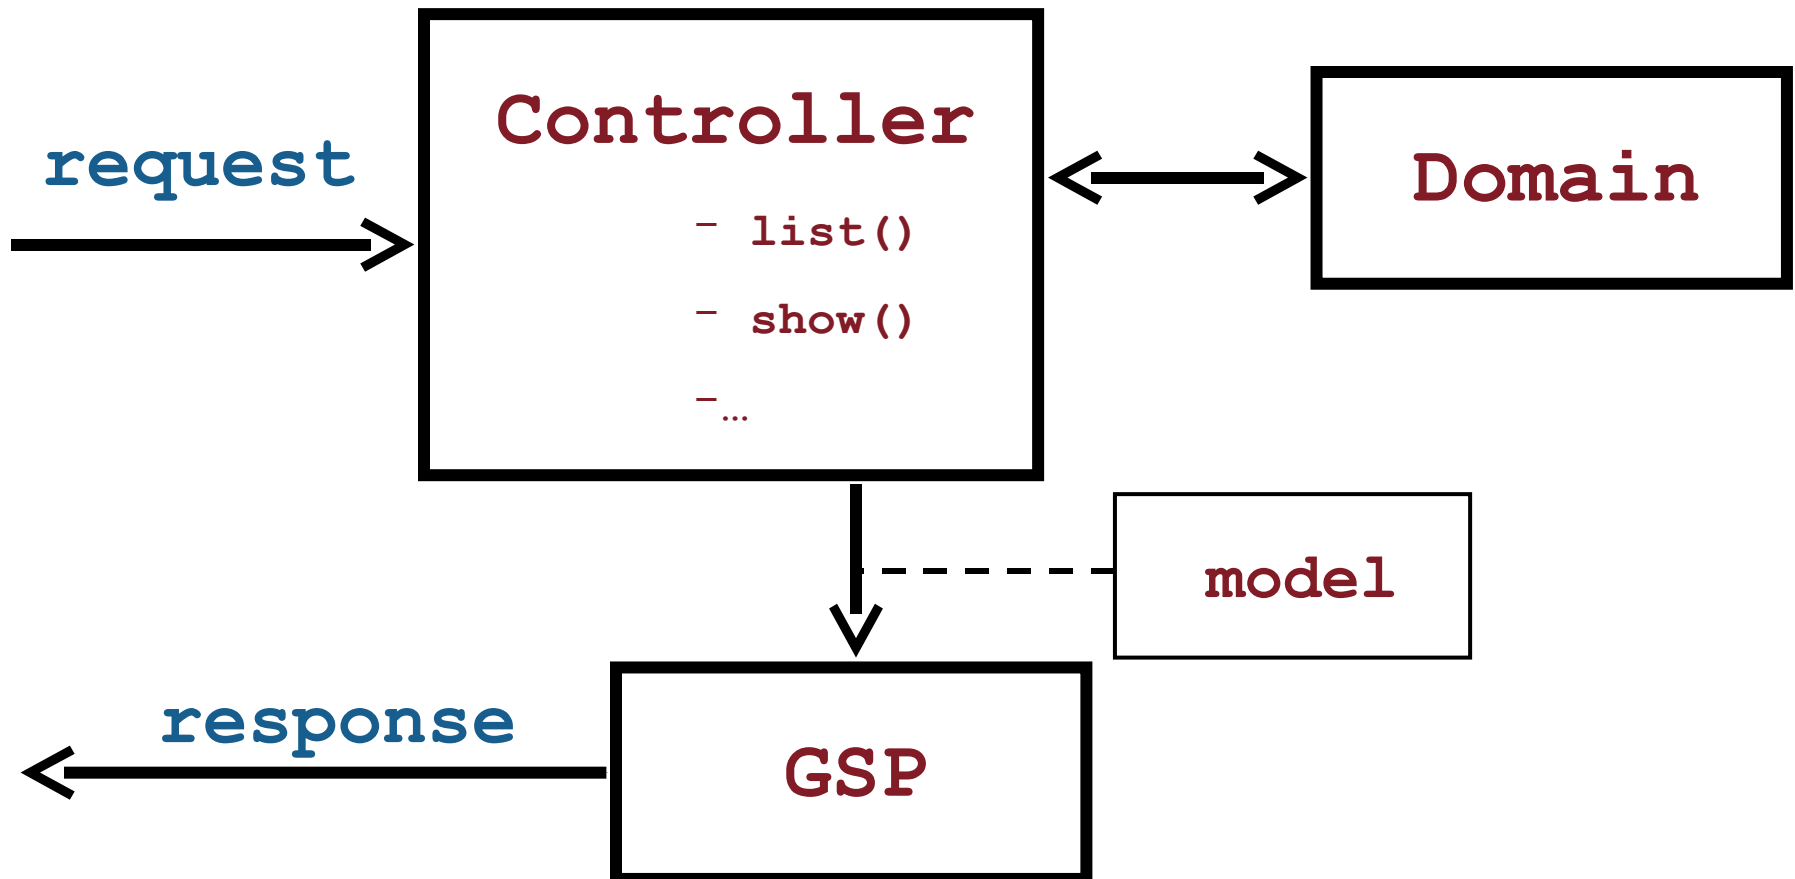 Controller
request
Domain
– list()
– show()
–…
model
response
GSP